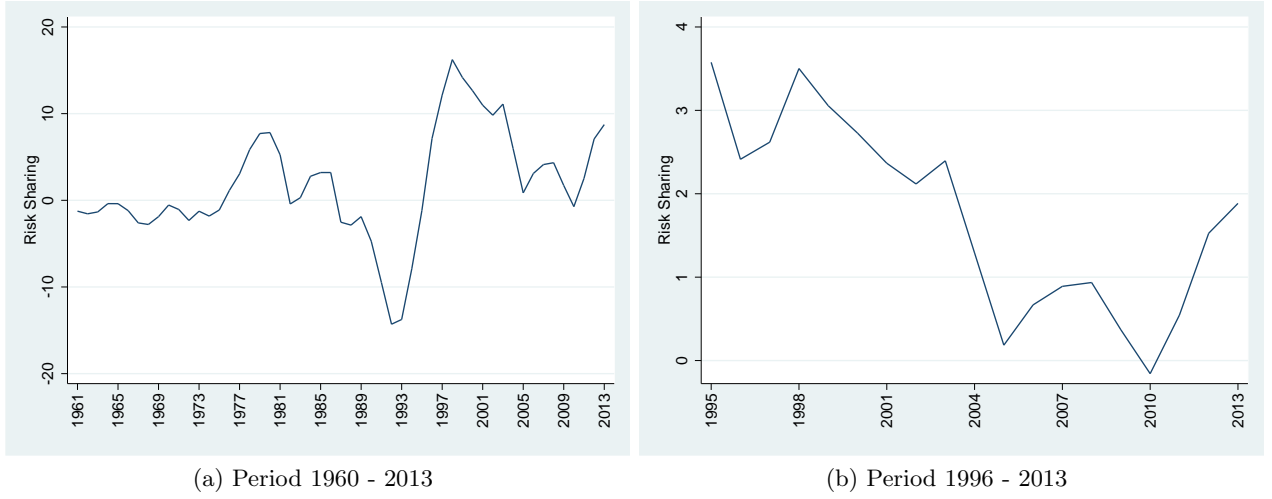 Risk Sharing
20
10
0
-10
-20
1961 1965 1969 1973 1977 1981 1985 1989 1993 1997 2001 2005 2009 2013
(a) Period 1960 - 2013
Risk Sharing
4
3
2
1
0
1995 1998 2001 2004 2007 2010 2013
(b) Period 1996 - 2013